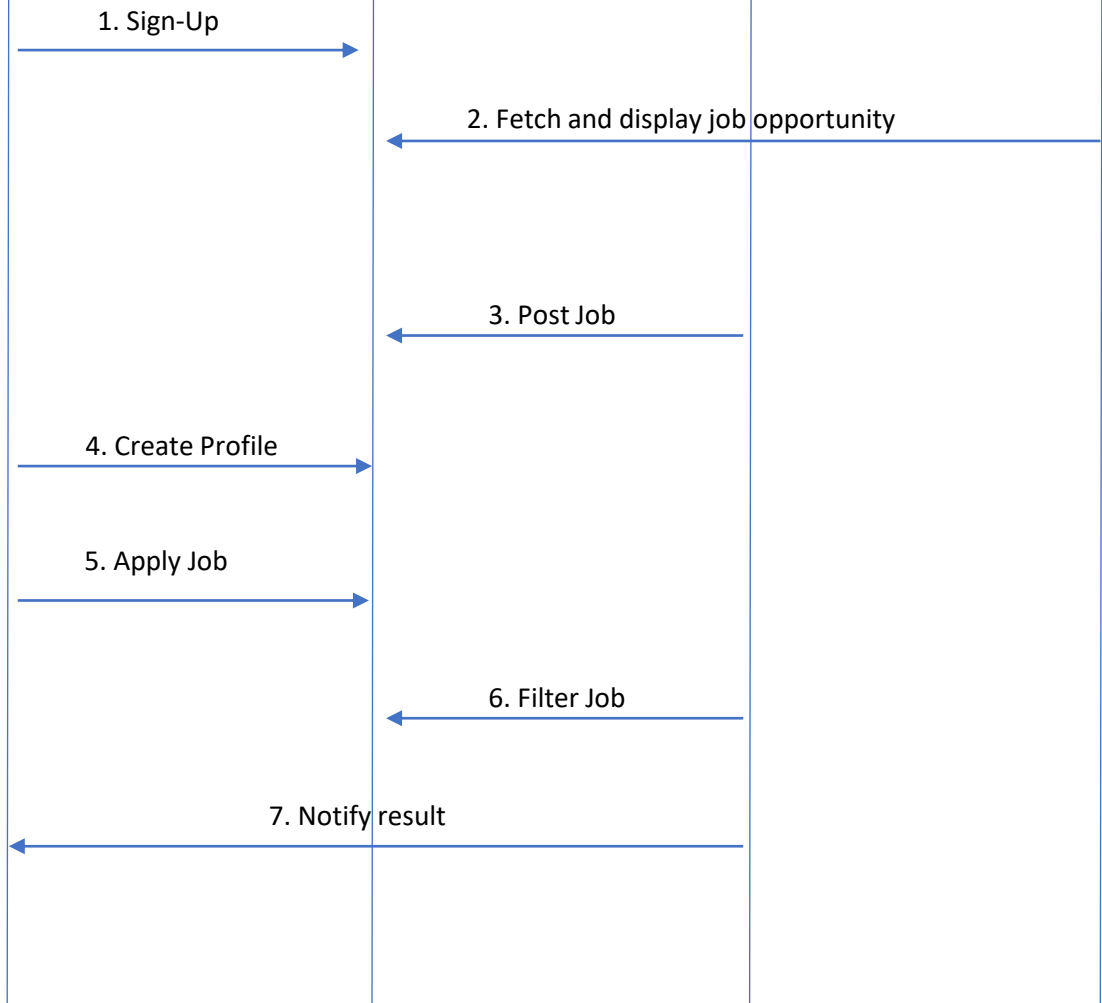 1. Sign-Up
2. Fetch and display job opportunity
3. Post Job
4. Create Profile
5. Apply Job
6. Filter Job
7. Notify result